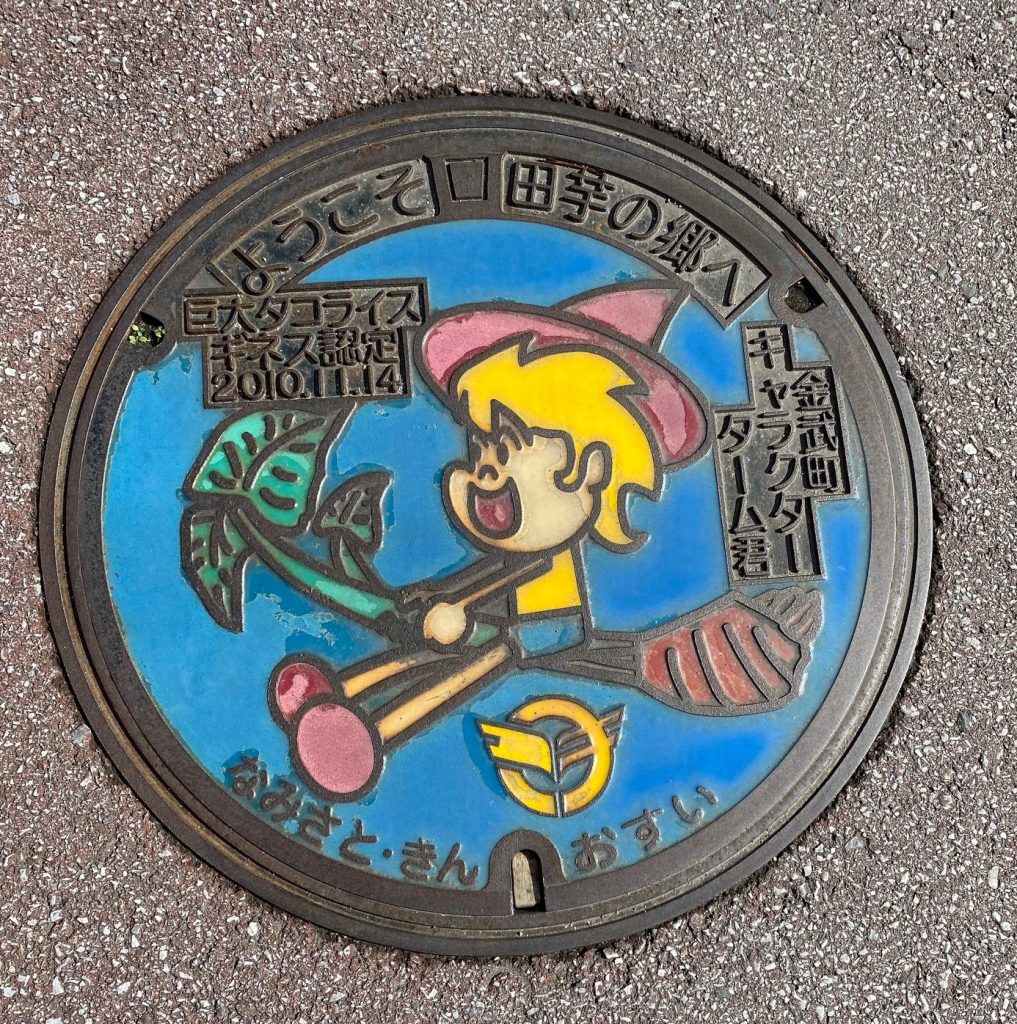 ようこそ 田芋の郷へ
巨大タコライス
ギネス認定
2010.11.14
金武町
キャラクター
ターム君
なみさと・きん おすい